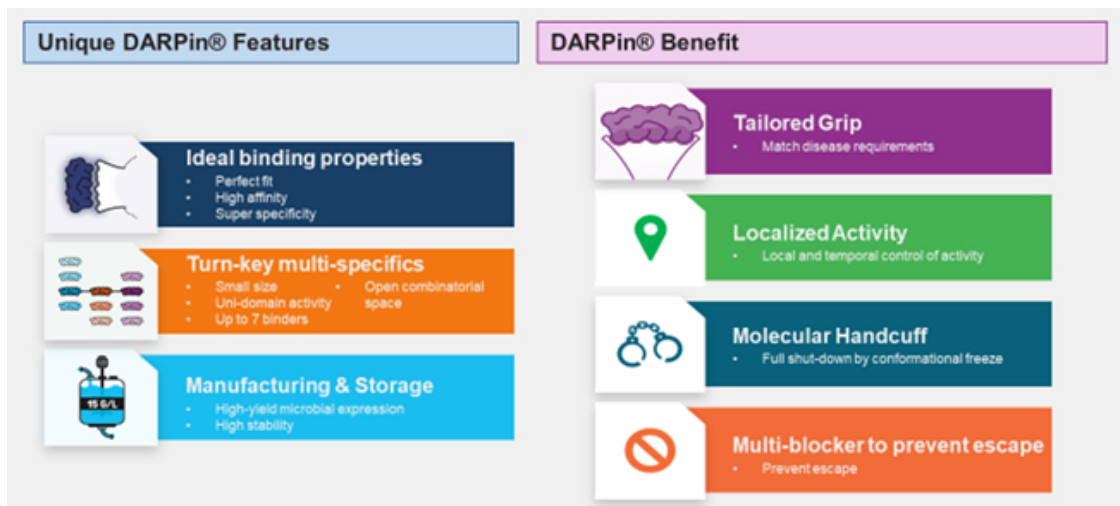 Unique DARPin® Features
Ideal binding properties
• Perfect fit
• High affinity
• Super specificity
Turn-key multi-specifics
• Small size
• Uni-domain activity
• Up to 7 binders
• Open combinatorial
space
15 G/L
Manufacturing & Storage
• High-yield microbial expression
• High stability
DARPin® Benefit
Tailored Grip
• Match disease requirements
Localized Activity
• Local and temporal control of activity
Molecular Handcuff
• Full shut-down by conformational freeze
Multi-blocker to prevent escape
• Prevent escape